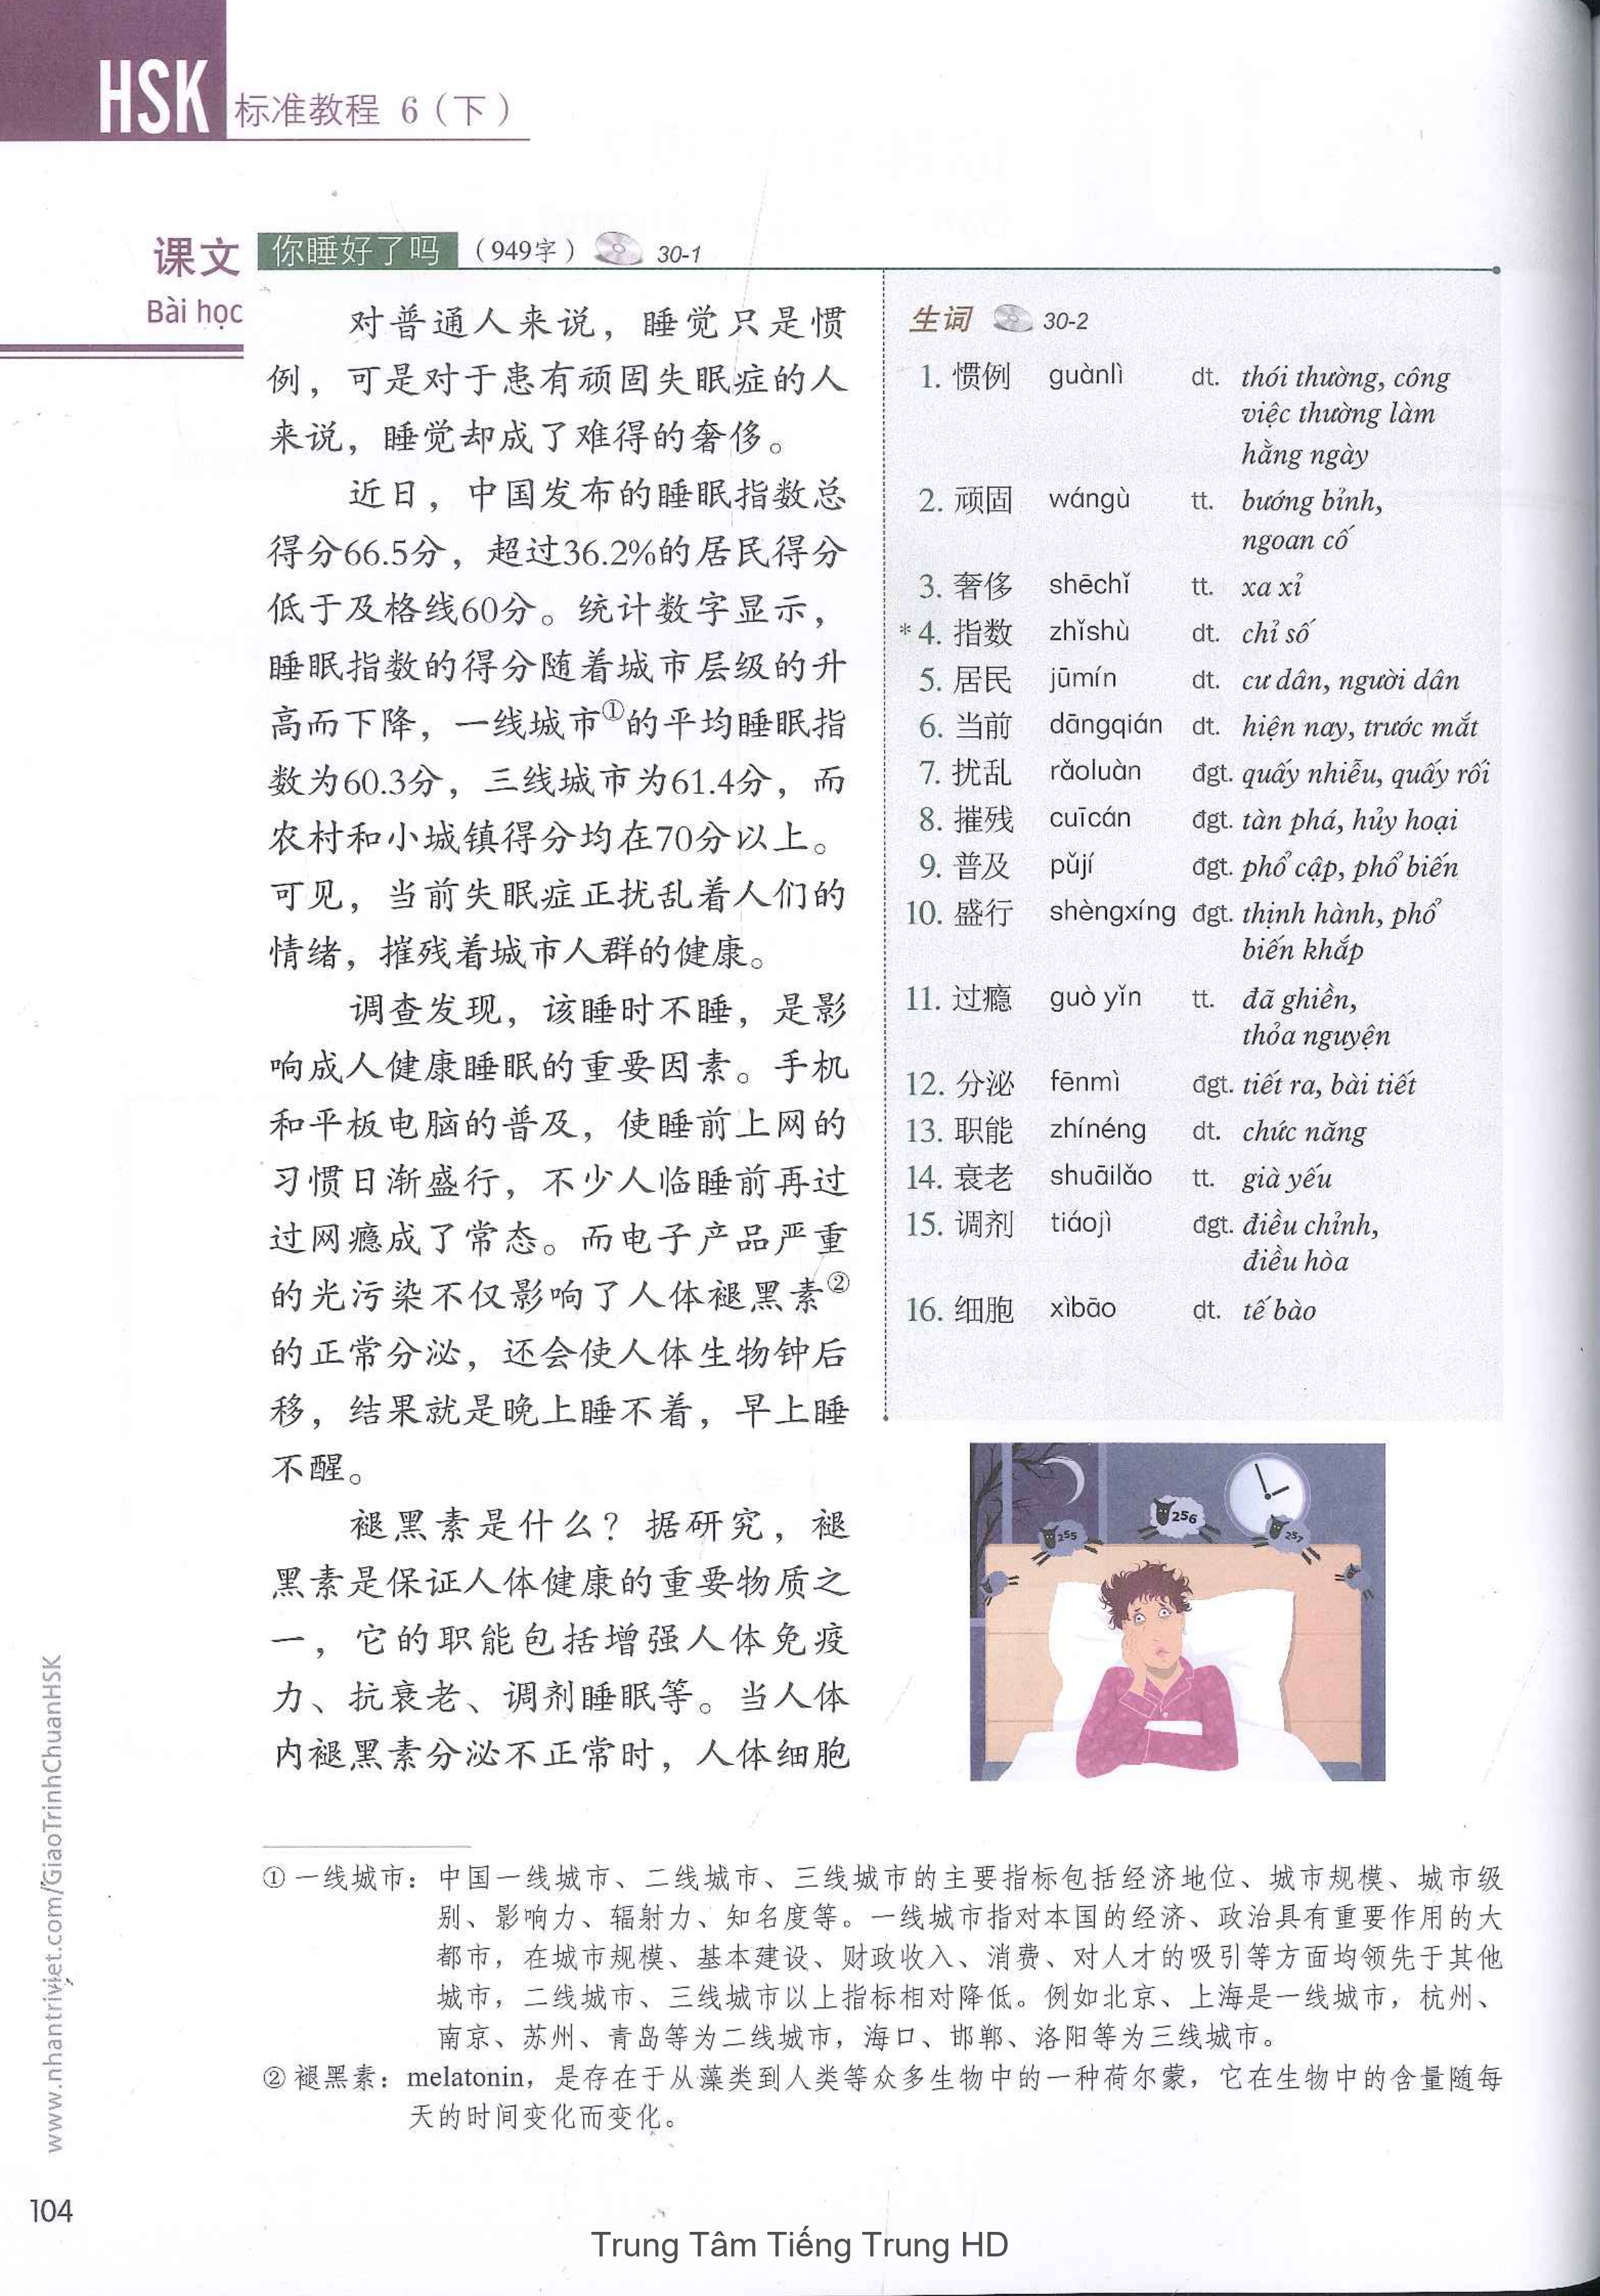 HSK 标准教程 6（下）
课文
Bài học
你睡好了吗（949字） 30-1
对普通人来说，睡觉只是惯
例，可是对于患有顽固失眠症的人
来说，睡觉却成了难得的奢侈。
近日，中国发布的睡眠指数总
得分66.5分，超过36.2%的居民得分
低于及格线60分。统计数字显示，
睡眠指数的得分随着城市层级的升
高而下降，一线城市①的平均睡眠指
数为60.3分，三线城市为61.4分，而
农村和小城镇得分均在70分以上。
可见，当前失眠症正扰乱着人们的
情绪，摧残着城市人群的健康。
调查发现，该睡时不睡，是影
响成人健康睡眠的重要因素。手机
和平板电脑的普及，使睡前上网的
习惯日渐盛行，不少人临睡前再过
过网瘾成了常态。而电子产品严重
的光污染不仅影响了人体褪黑素②
的正常分泌，还会使人体生物钟后
移，结果就是晚上睡不着，早上睡
不醒。
褪黑素是什么？据研究，褪
黑素是保证人体健康的重要物质之
一，它的职能包括增强人体免疫
力、抗衰老、调剂睡眠等。当人体
内褪黑素分泌不正常时，人体细胞
生词 30-2
1. 惯例 guànlì dt. thói thường, công
việc thường làm
hằng ngày
2. 顽固 wángù tt. bướng bỉnh,
ngoan cố
3. 奢侈 shēchǐ tt. xa xỉ
*4. 指数 zhǐshù dt. chỉ số
5. 居民 jūmín dt. cư dân, người dân
6. 当前 dāngqián dt. hiện nay, trước mắt
7. 扰乱 rǎoluàn đgt. quấy nhiễu, quấy rối
8. 摧残 cuīcán đgt. tàn phá, hủy hoại
9. 普及 pǔjí đgt. phổ cập, phổ biến
10. 盛行 shèngxíng đgt. thịnh hành, phổ
biến khắp
11. 过瘾 guò yǐn tt. đã ghiền,
thỏa nguyện
12. 分泌 fēnmì đgt. tiết ra, bài tiết
13. 职能 zhínéng dt. chức năng
14. 衰老 shuāilǎo tt. già yếu
15. 调剂 tiáojì đgt. điều chỉnh,
điều hòa
16. 细胞 xìbāo dt. tế bào
255
256
257
① 一线城市：中国一线城市、二线城市、三线城市的主要指标包括经济地位、城市规模、城市级
别、影响力、辐射力、知名度等。一线城市指对本国的经济、政治具有重要作用的大
都市，在城市规模、基本建设、财政收入、消费、对人才的吸引等方面均领先于其他
城市，二线城市、三线城市以上指标相对降低。例如北京、上海是一线城市，杭州、
南京、苏州、青岛等为二线城市，海口、邯郸、洛阳等为三线城市。
② 褪黑素：melatonin，是存在于从藻类到人类等众多生物中的一种荷尔蒙，它在生物中的含量随每
天的时间变化而变化。
www.nhantriviet.com/GiaoTrinhChuanHSK
104
Trung Tâm Tiếng Trung HD